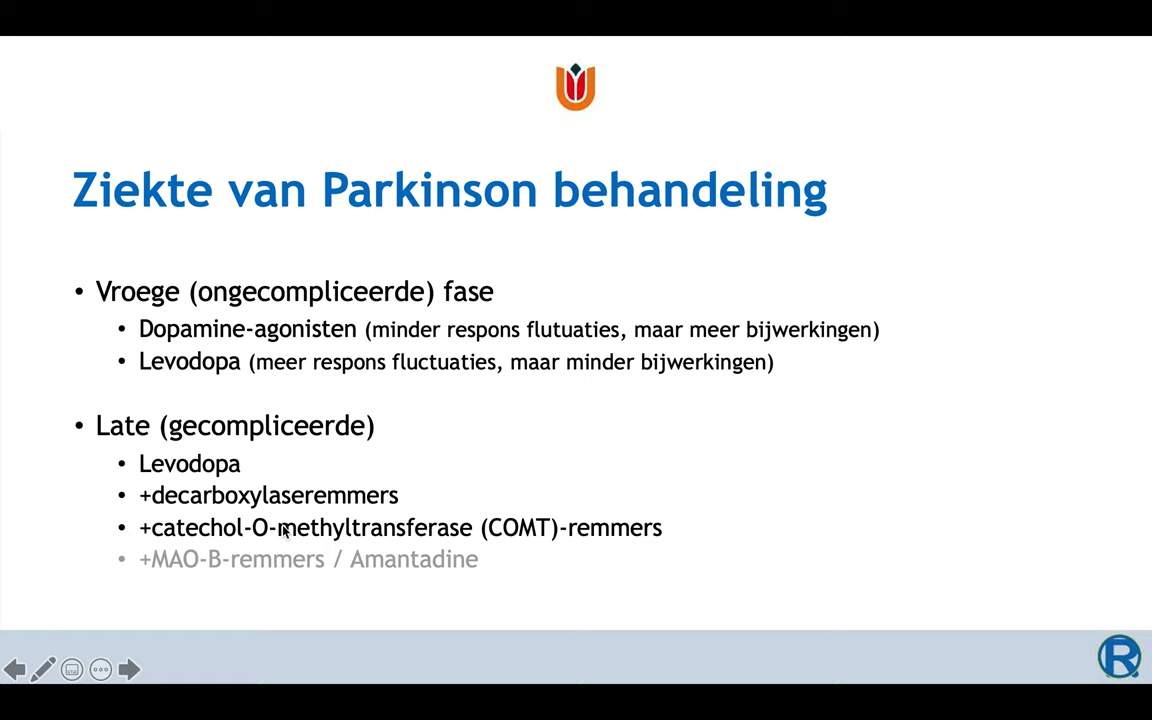 Ziekte van Parkinson behandeling
• Vroege (ongecompliceerde) fase
• Dopamine-agonisten (minder respons flutuaties, maar meer bijwerkingen)
• Levodopa (meer respons fluctuaties, maar minder bijwerkingen)
• Late (gecompliceerde)
• Levodopa
• +decarboxylaseremmers
• +catechol-O-methyltransferase (COMT)-remmers
• +MAO-B-remmers / Amantadine
R